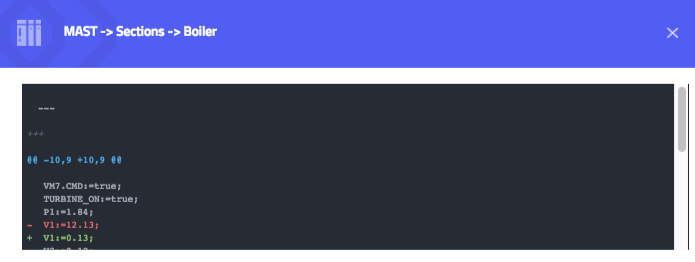 MAST -> Sections -> Boiler
---
+++
@@ -10,9 +10,9 @@
VM7.CMD:=true;
TURBINE_ON:=true;
P1:=1.84;
- V1:=12.13;
+ V1:=0.13;